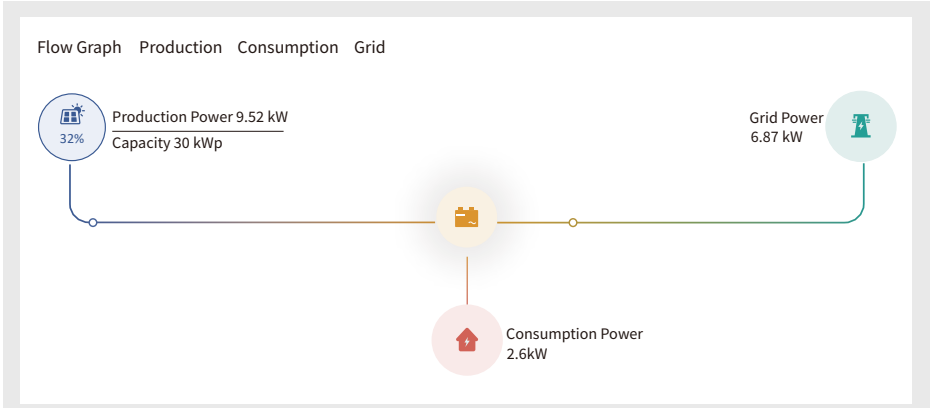 Flow Graph Production Consumption Grid
32%
Production Power 9.52 kW
Capacity 30 kWp
Grid Power
6.87 kW
Consumption Power
2.6kW